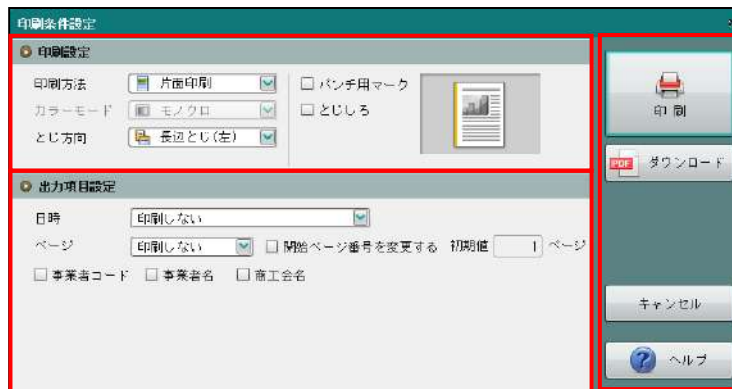 印刷条件設定
印刷設定
印刷方法 片面印刷 パンチ用マーク
カラーモード モノクロ とじしろ
とじ方向 長辺とじ(左)
出力項目設定
日時 印刷しない
ページ 印刷しない 開始ページ番号を変更する 初期値 1 ページ
事業者コード 事業者名 商工会名
印刷
PDF ダウンロード
キャンセル
? ヘルプ